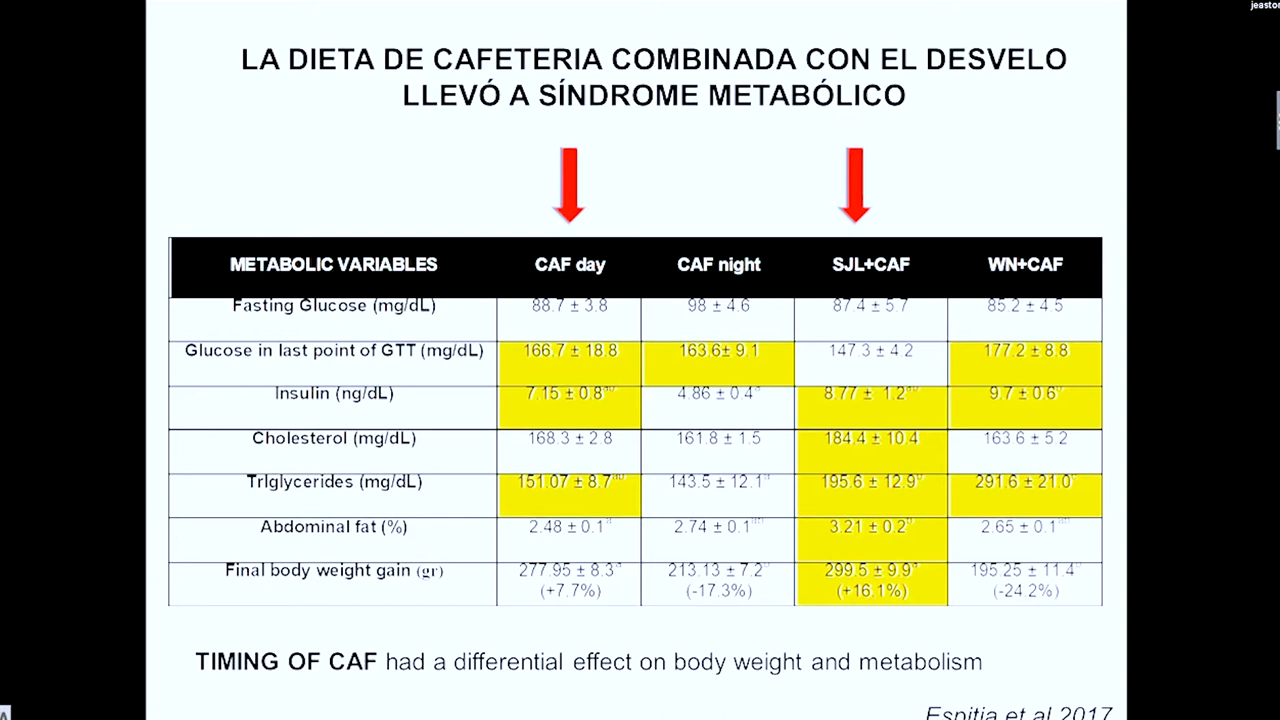 jeastor
LA DIETA DE CAFETERIA COMBINADA CON EL DESVELO
LLEVÓ A SÍNDROME METABÓLICO
METABOLIC VARIABLES CAF day CAF night SJL+CAF WN+CAF
Fasting Glucose (mg/dL) 88.7 ± 3.8 98 ± 4.6 87.4 ± 5.7 85.2 ± 4.5
Glucose in last point of GTT (mg/dL) 166.7 ± 18.8 163.6± 9.1 147.3 ± 4.2 177.2 ± 8.8
Insulin (ng/dL) 7.15 ± 0.8 4.86 ± 0.4 8.77 ± 1.2 9.7 ± 0.6
Cholesterol (mg/dL) 168.3 ± 2.8 161.8 ± 1.5 184.4 ± 10.4 163.6 ± 5.2
TrIglycerides (mg/dL) 151.07 ± 8.7 143.5 ± 12.1 195.6 ± 12.9 291.6 ± 21.0
Abdominal fat (%) 2.48 ± 0.1 2.74 ± 0.1 3.21 ± 0.2 2.65 ± 0.1
Final body weight gain (gr) 277.95 ± 8.3 213.13 ± 7.2 299.5 ± 9.9 195.25 ± 11.4
(+7.7%) (-17.3%) (+16.1%) (-24.2%)
TIMING OF CAF had a differential effect on body weight and metabolism
Espitia et al 2017